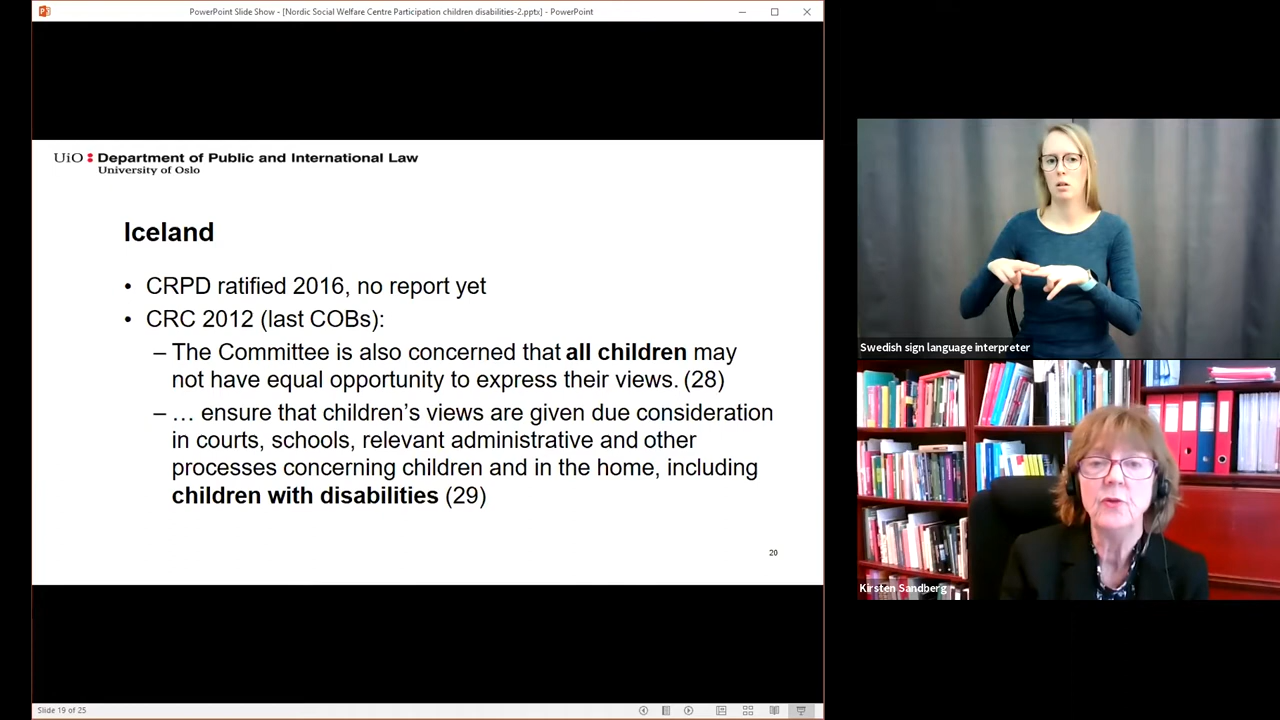 PowerPoint Slide Show - [Nordic Social Welfare Centre Participation children disabilities-2.pptx] - PowerPoint
UiO Department of Public and International Law
University of Oslo
Iceland
• CRPD ratified 2016, no report yet
• CRC 2012 (last COBs):
– The Committee is also concerned that all children may
not have equal opportunity to express their views. (28)
– … ensure that children's views are given due consideration
in courts, schools, relevant administrative and other
processes concerning children and in the home, including
children with disabilities (29)
20
Slide 19 of 25
Swedish sign language interpreter
Kirsten Sandberg